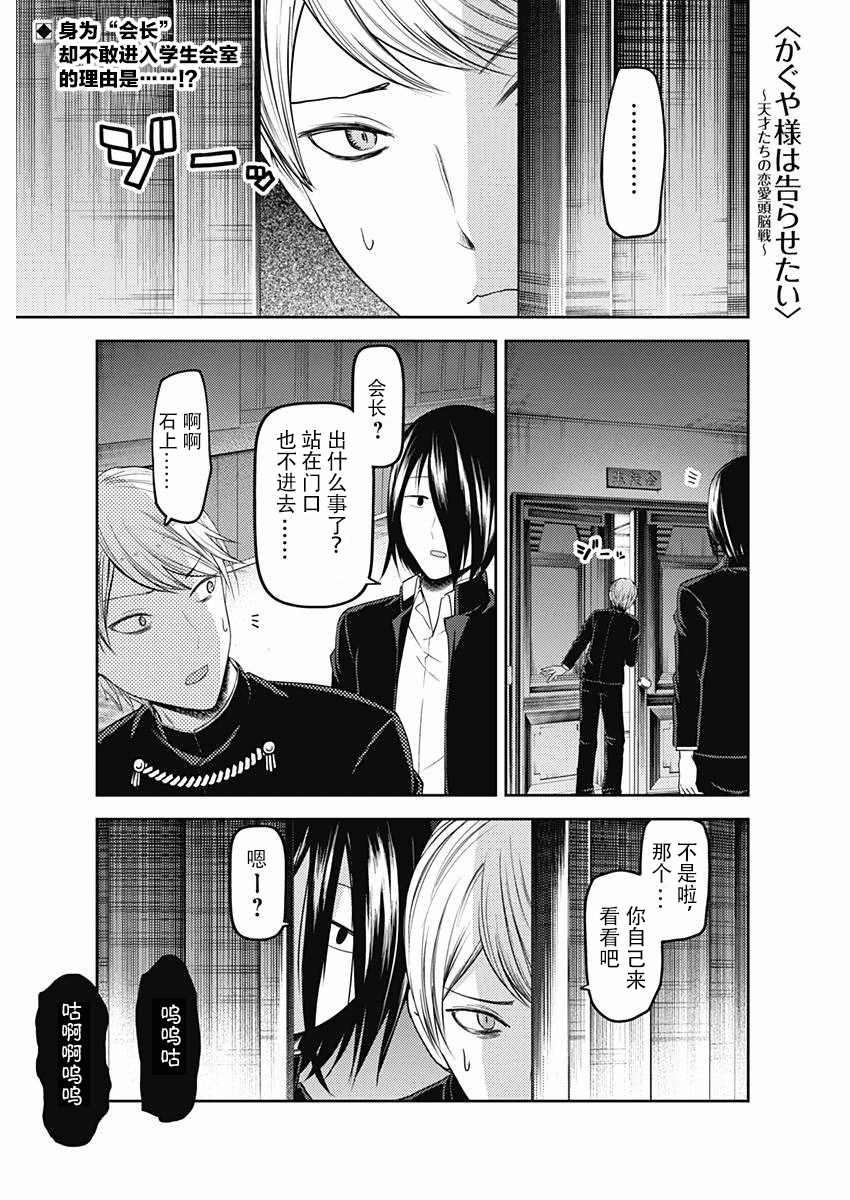 〈かぐや様は告らせたい〉
～天才たちの恋愛頭脳戦～
◆身为“会长”
却不敢进入学生会室
的理由是……!?
…………
ジーッ
ジーッ
会长？
出什么事了？
站在门口
也不进去……
啊啊
石上……
不是啦，
那个…
你自己来
看看吧
嗯ー？
呜呜咕
咕啊啊呜呜